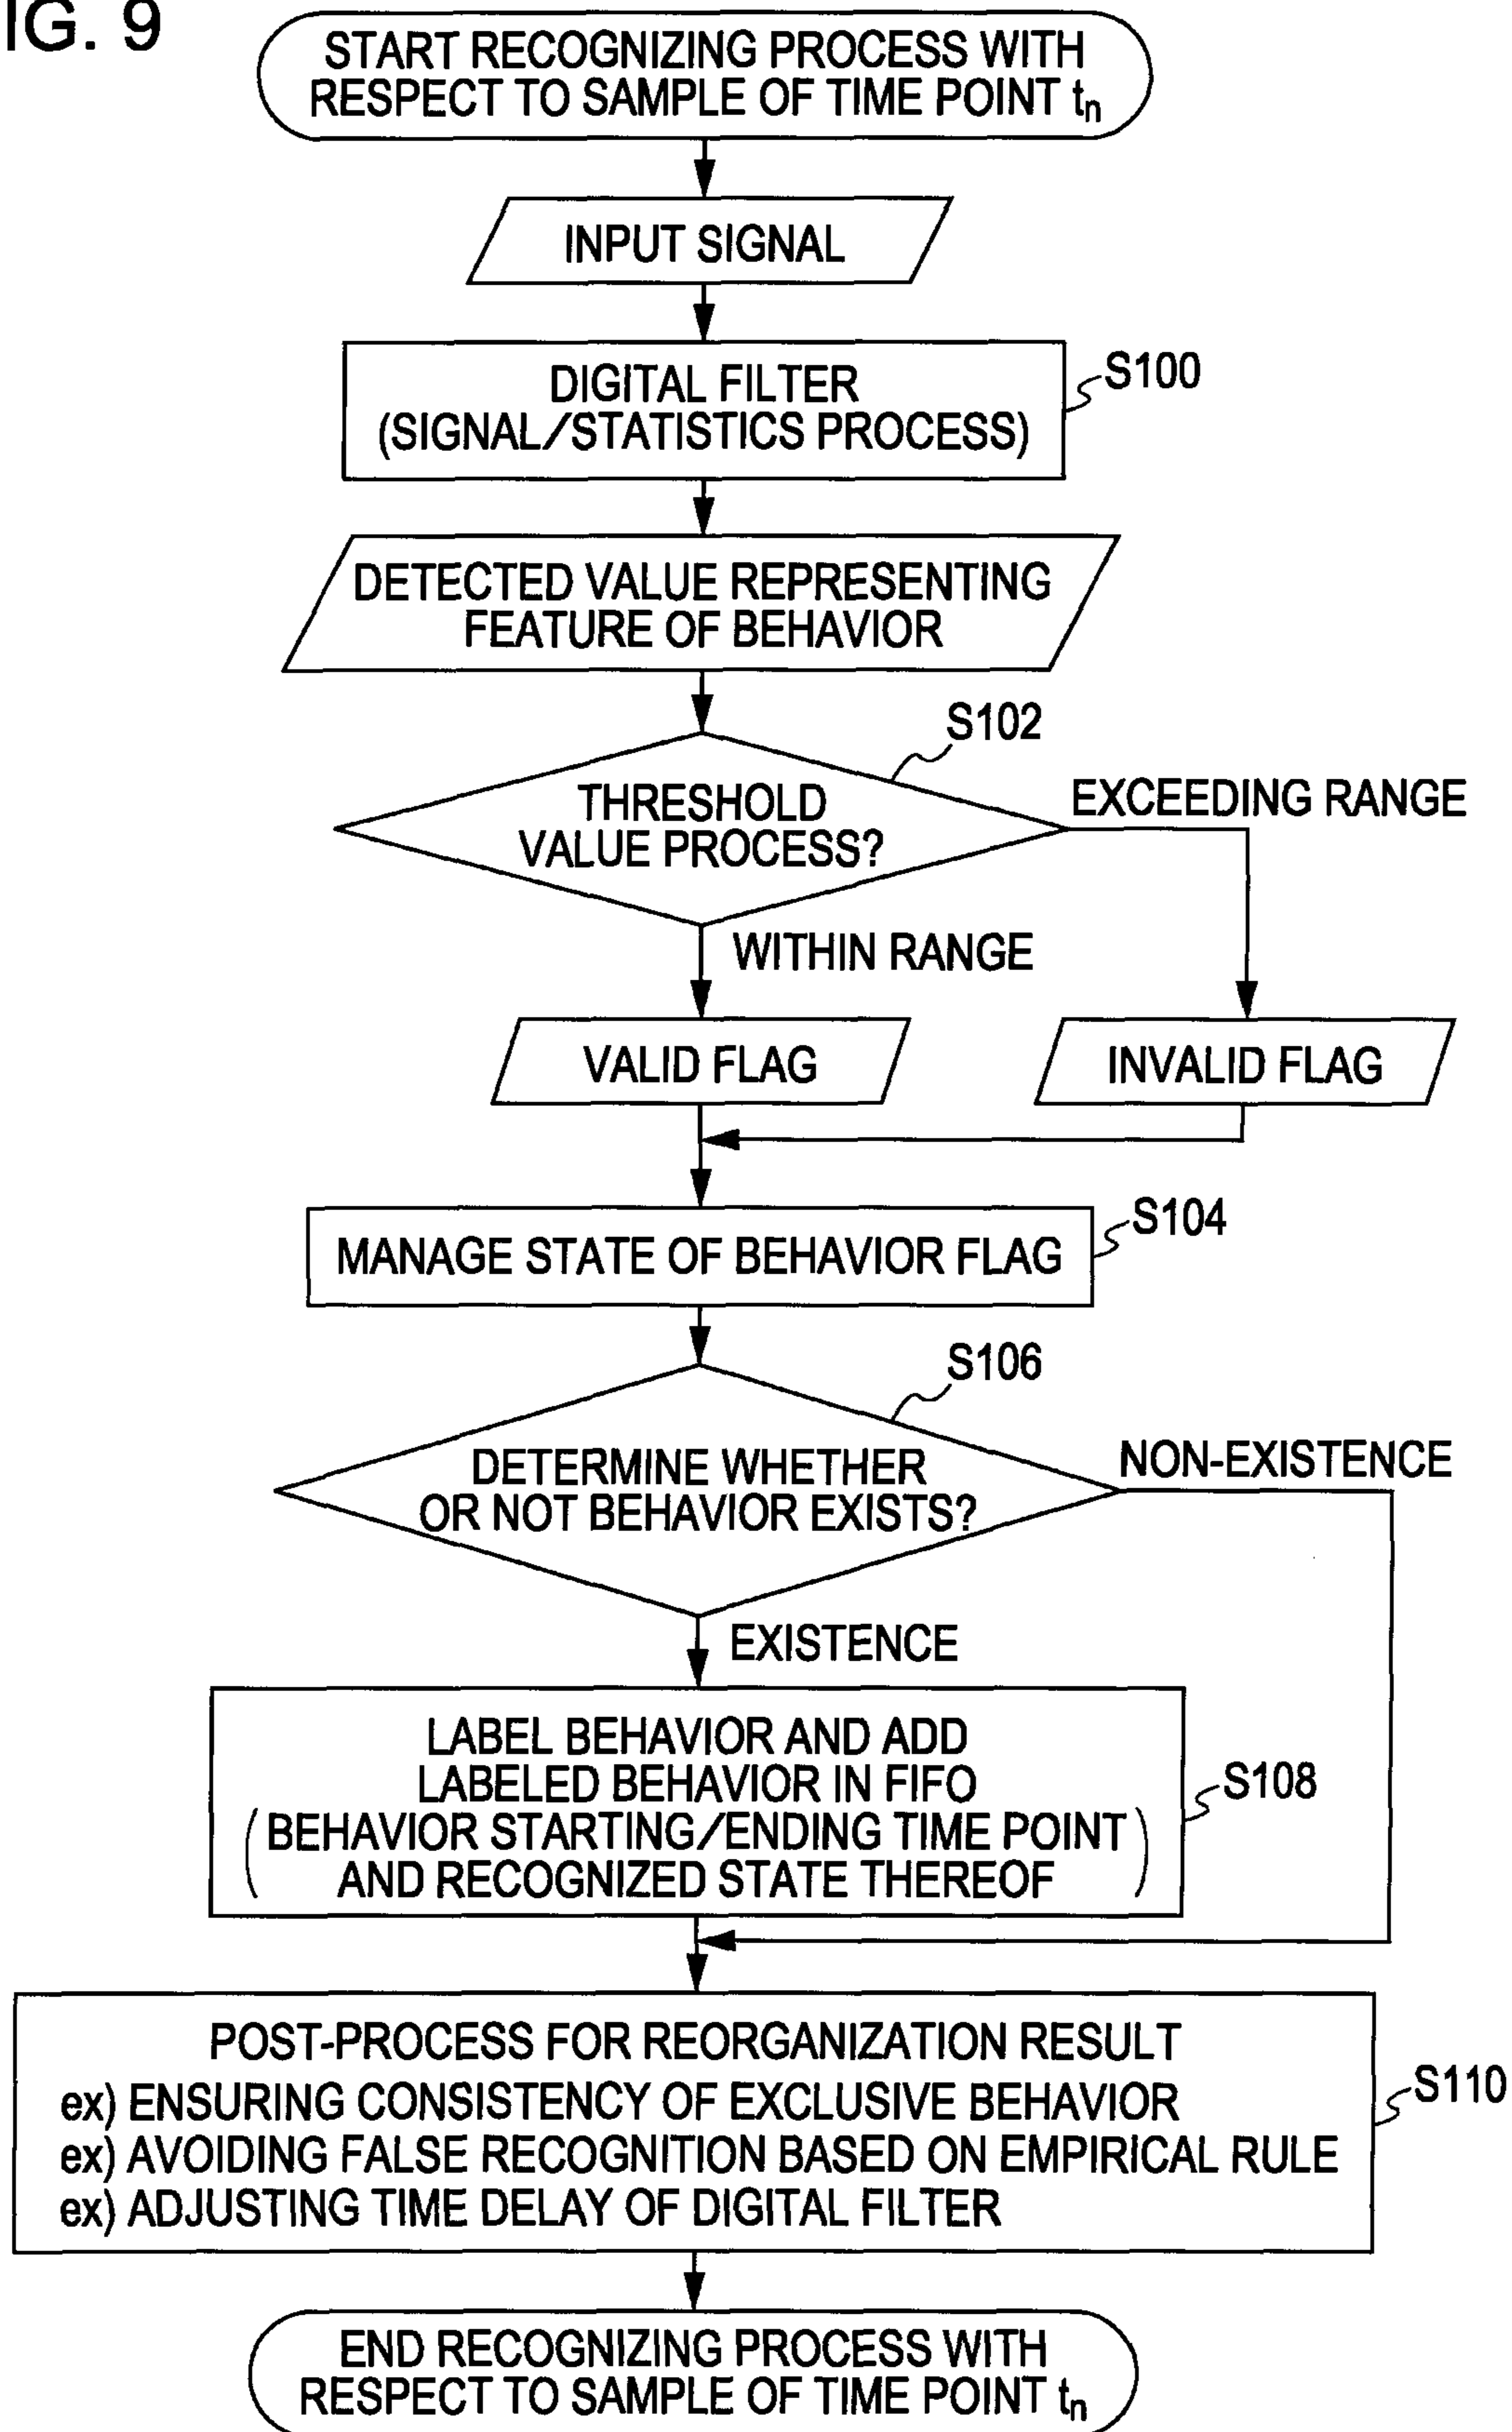 IG. 9
START RECOGNIZING PROCESS WITH
RESPECT TO SAMPLE OF TIME POINT tn
INPUT SIGNAL
DIGITAL FILTER
(SIGNAL/STATISTICS PROCESS)
S100
DETECTED VALUE REPRESENTING
FEATURE OF BEHAVIOR
S102
THRESHOLD
VALUE PROCESS?
EXCEEDING RANGE
WITHIN RANGE
VALID FLAG
INVALID FLAG
MANAGE STATE OF BEHAVIOR FLAG
S104
S106
DETERMINE WHETHER
OR NOT BEHAVIOR EXISTS?
NON-EXISTENCE
EXISTENCE
LABEL BEHAVIOR AND ADD
LABELED BEHAVIOR IN FIFO
(BEHAVIOR STARTING/ENDING TIME POINT
AND RECOGNIZED STATE THEREOF)
S108
POST-PROCESS FOR REORGANIZATION RESULT
ex) ENSURING CONSISTENCY OF EXCLUSIVE BEHAVIOR
ex) AVOIDING FALSE RECOGNITION BASED ON EMPIRICAL RULE
ex) ADJUSTING TIME DELAY OF DIGITAL FILTER
S110
END RECOGNIZING PROCESS WITH
RESPECT TO SAMPLE OF TIME POINT tn